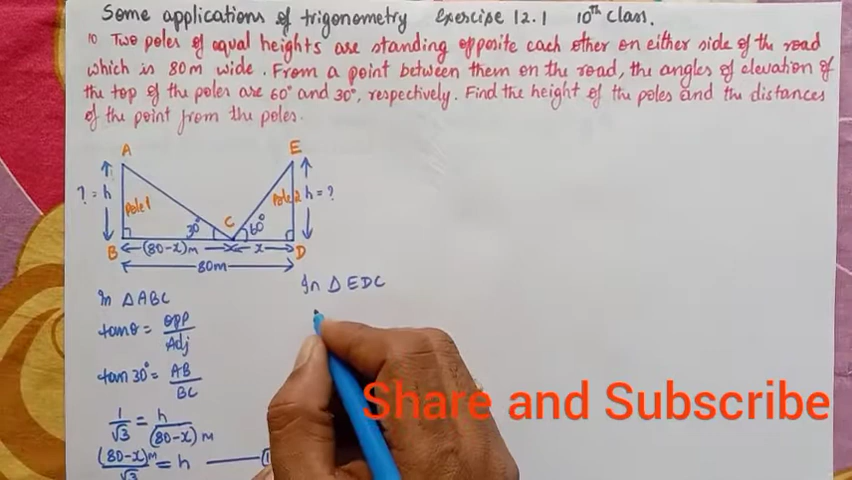 Some applications of trigonometry Exercise 12.1 10th class.
10 Two poles of equal heights are standing opposite each other on either side of the road
which is 80m wide. From a point between them on the road, the angles of elevation of
the top of the poles are 60° and 30°, respectively. Find the height of the poles and the distances
of the point from the poles.
A
E
? = h
Pole 1
30°
C
60°
Pole 2
h = ?
B
(80-x)m
x
D
80m
In Δ ABC
In Δ EDC
tanθ = opp/Adj
tan 30° = AB/BC
1/√3 = h/(80-x) m
(80-x)m/√3 = h
Share and Subscribe